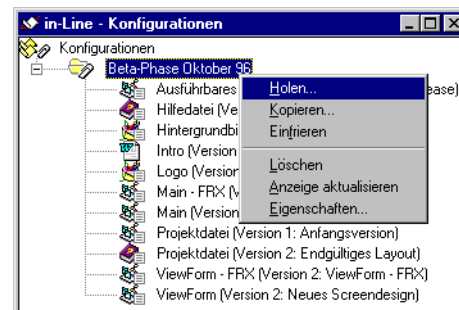 in-Line - Konfigurationen
Konfigurationen
Beta-Phase Oktober 96
Holen...
Kopieren...
Einfrieren
Löschen
Anzeige aktualisieren
Eigenschaften...
Ausführbares ease)
Hilfedatei (Ve
Hintergrundbi
Intro (Version
Logo (Version
Main - FRX (V
Main (Version
Projektdatei (Version 1: Anfangsversion)
Projektdatei (Version 2: Endgültiges Layout)
ViewForm - FRX (Version 2: ViewForm - FRX)
ViewForm (Version 2: Neues Screendesign)